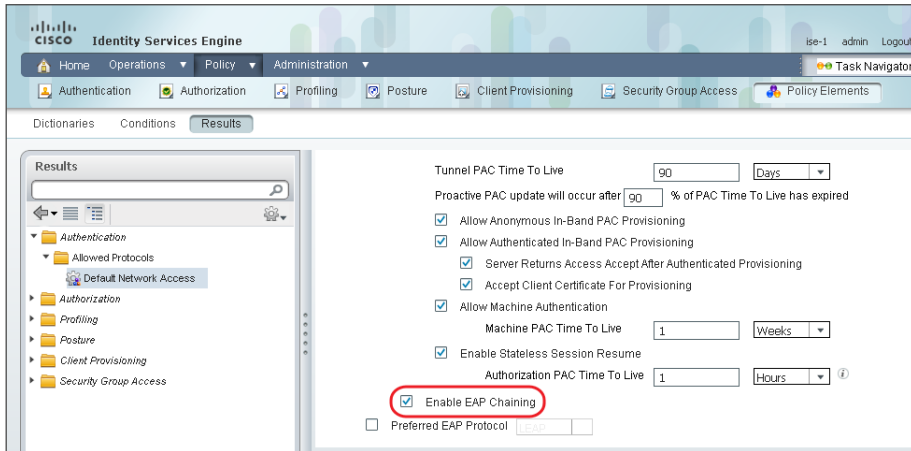 CISCO Identity Services Engine
ise-1 admin Logout
Home Operations Policy Administration
Task Navigator
Authentication Authorization Profiling Posture Client Provisioning Security Group Access Policy Elements
Dictionaries Conditions Results
Results
Authentication
Allowed Protocols
Default Network Access
Authorization
Profiling
Posture
Client Provisioning
Security Group Access
Tunnel PAC Time To Live 90 Days
Proactive PAC update will occur after 90 % of PAC Time To Live has expired
Allow Anonymous In-Band PAC Provisioning
Allow Authenticated In-Band PAC Provisioning
Server Returns Access Accept After Authenticated Provisioning
Accept Client Certificate For Provisioning
Allow Machine Authentication
Machine PAC Time To Live 1 Weeks
Enable Stateless Session Resume
Authorization PAC Time To Live 1 Hours i
Enable EAP Chaining
Preferred EAP Protocol LEAP